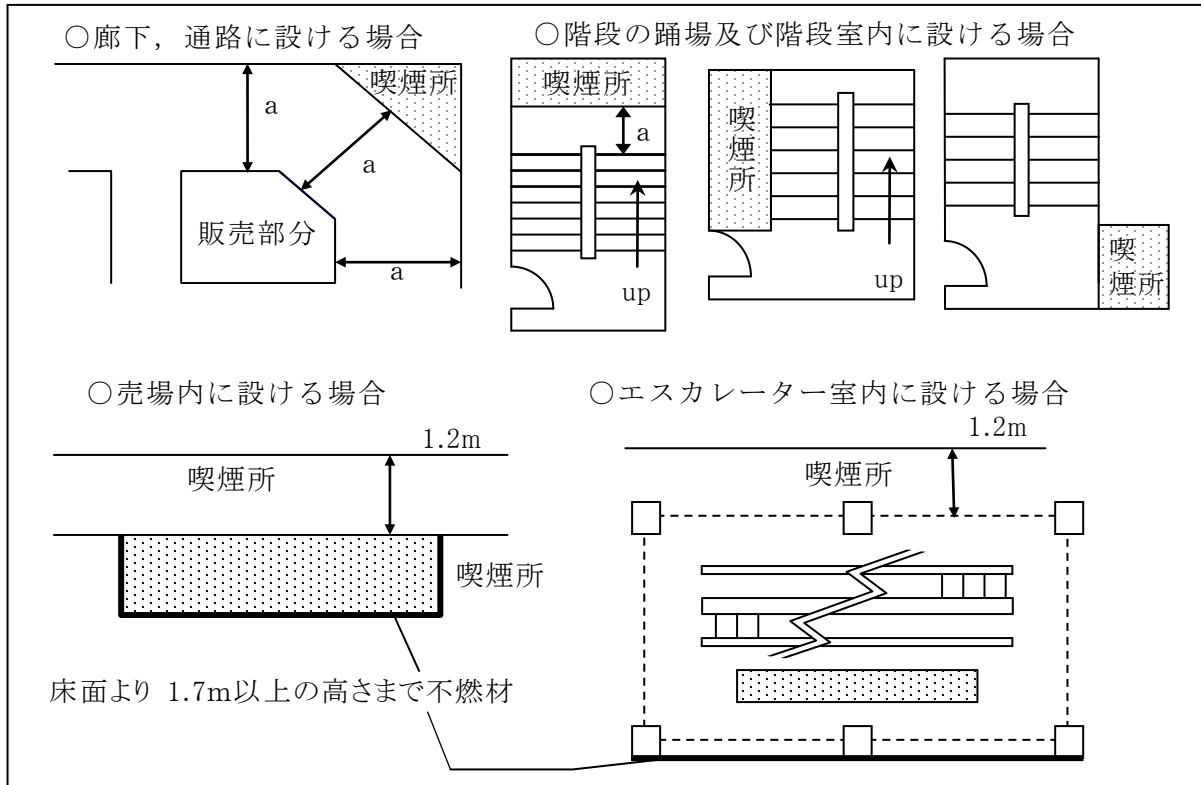 ○廊下，通路に設ける場合
喫煙所
a
a
a
販売部分
○階段の踊場及び階段室内に設ける場合
喫煙所
a
up
喫煙所
up
喫
煙所
○売場内に設ける場合
1.2m
喫煙所
喫煙所
床面より 1.7m以上の高さまで不燃材
○エスカレーター室内に設ける場合
1.2m
喫煙所